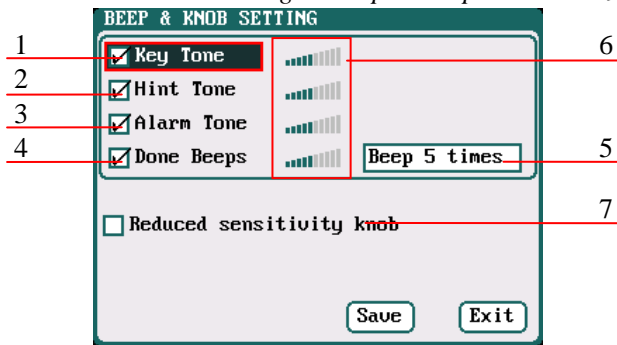 BEEP & KNOB SETTING
1 Key Tone 6
2 Hint Tone
3 Alarm Tone
4 Done Beeps Beep 5 times 5
7
Reduced sensitivity knob
Save Exit